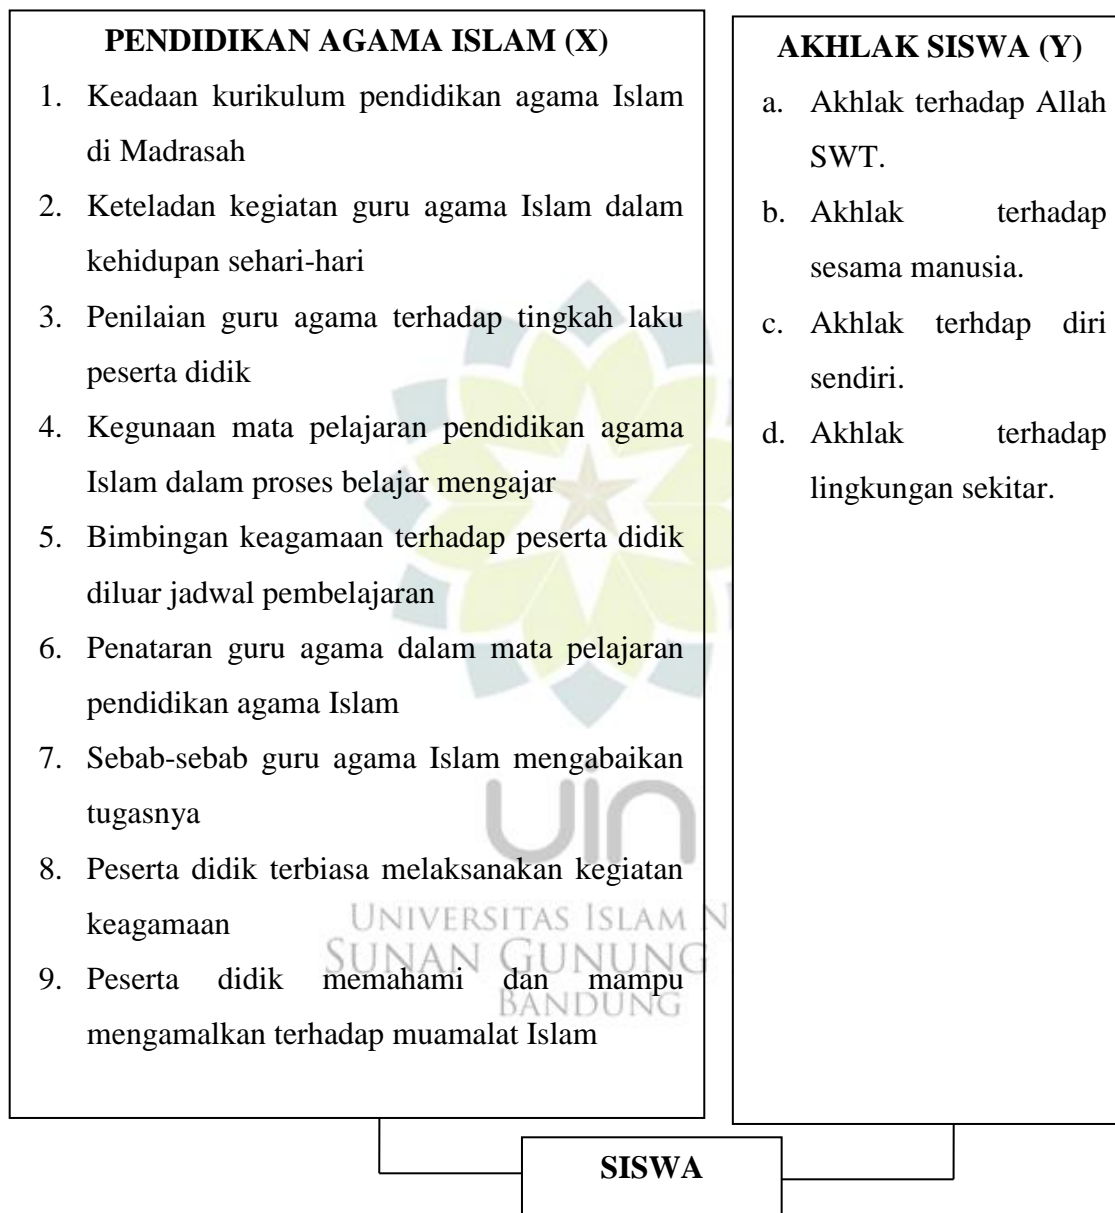 PENDIDIKAN AGAMA ISLAM (X)
1. Keadaan kurikulum pendidikan agama Islam
di Madrasah
2. Keteladan kegiatan guru agama Islam dalam
kehidupan sehari-hari
3. Penilaian guru agama terhadap tingkah laku
peserta didik
4. Kegunaan mata pelajaran pendidikan agama
Islam dalam proses belajar mengajar
5. Bimbingan keagamaan terhadap peserta didik
diluar jadwal pembelajaran
6. Penataran guru agama dalam mata pelajaran
pendidikan agama Islam
7. Sebab-sebab guru agama Islam mengabaikan
tugasnya
8. Peserta didik terbiasa melaksanakan kegiatan
keagamaan
9. Peserta didik memahami dan mampu
mengamalkan terhadap muamalat Islam
AKHLAK SISWA (Y)
a. Akhlak terhadap Allah
SWT.
b. Akhlak terhadap
sesama manusia.
c. Akhlak terhdap diri
sendiri.
d. Akhlak terhadap
lingkungan sekitar.
SISWA
uin
UNIVERSITAS ISLAM N
SUNAN GUNUNG
BANDUNG